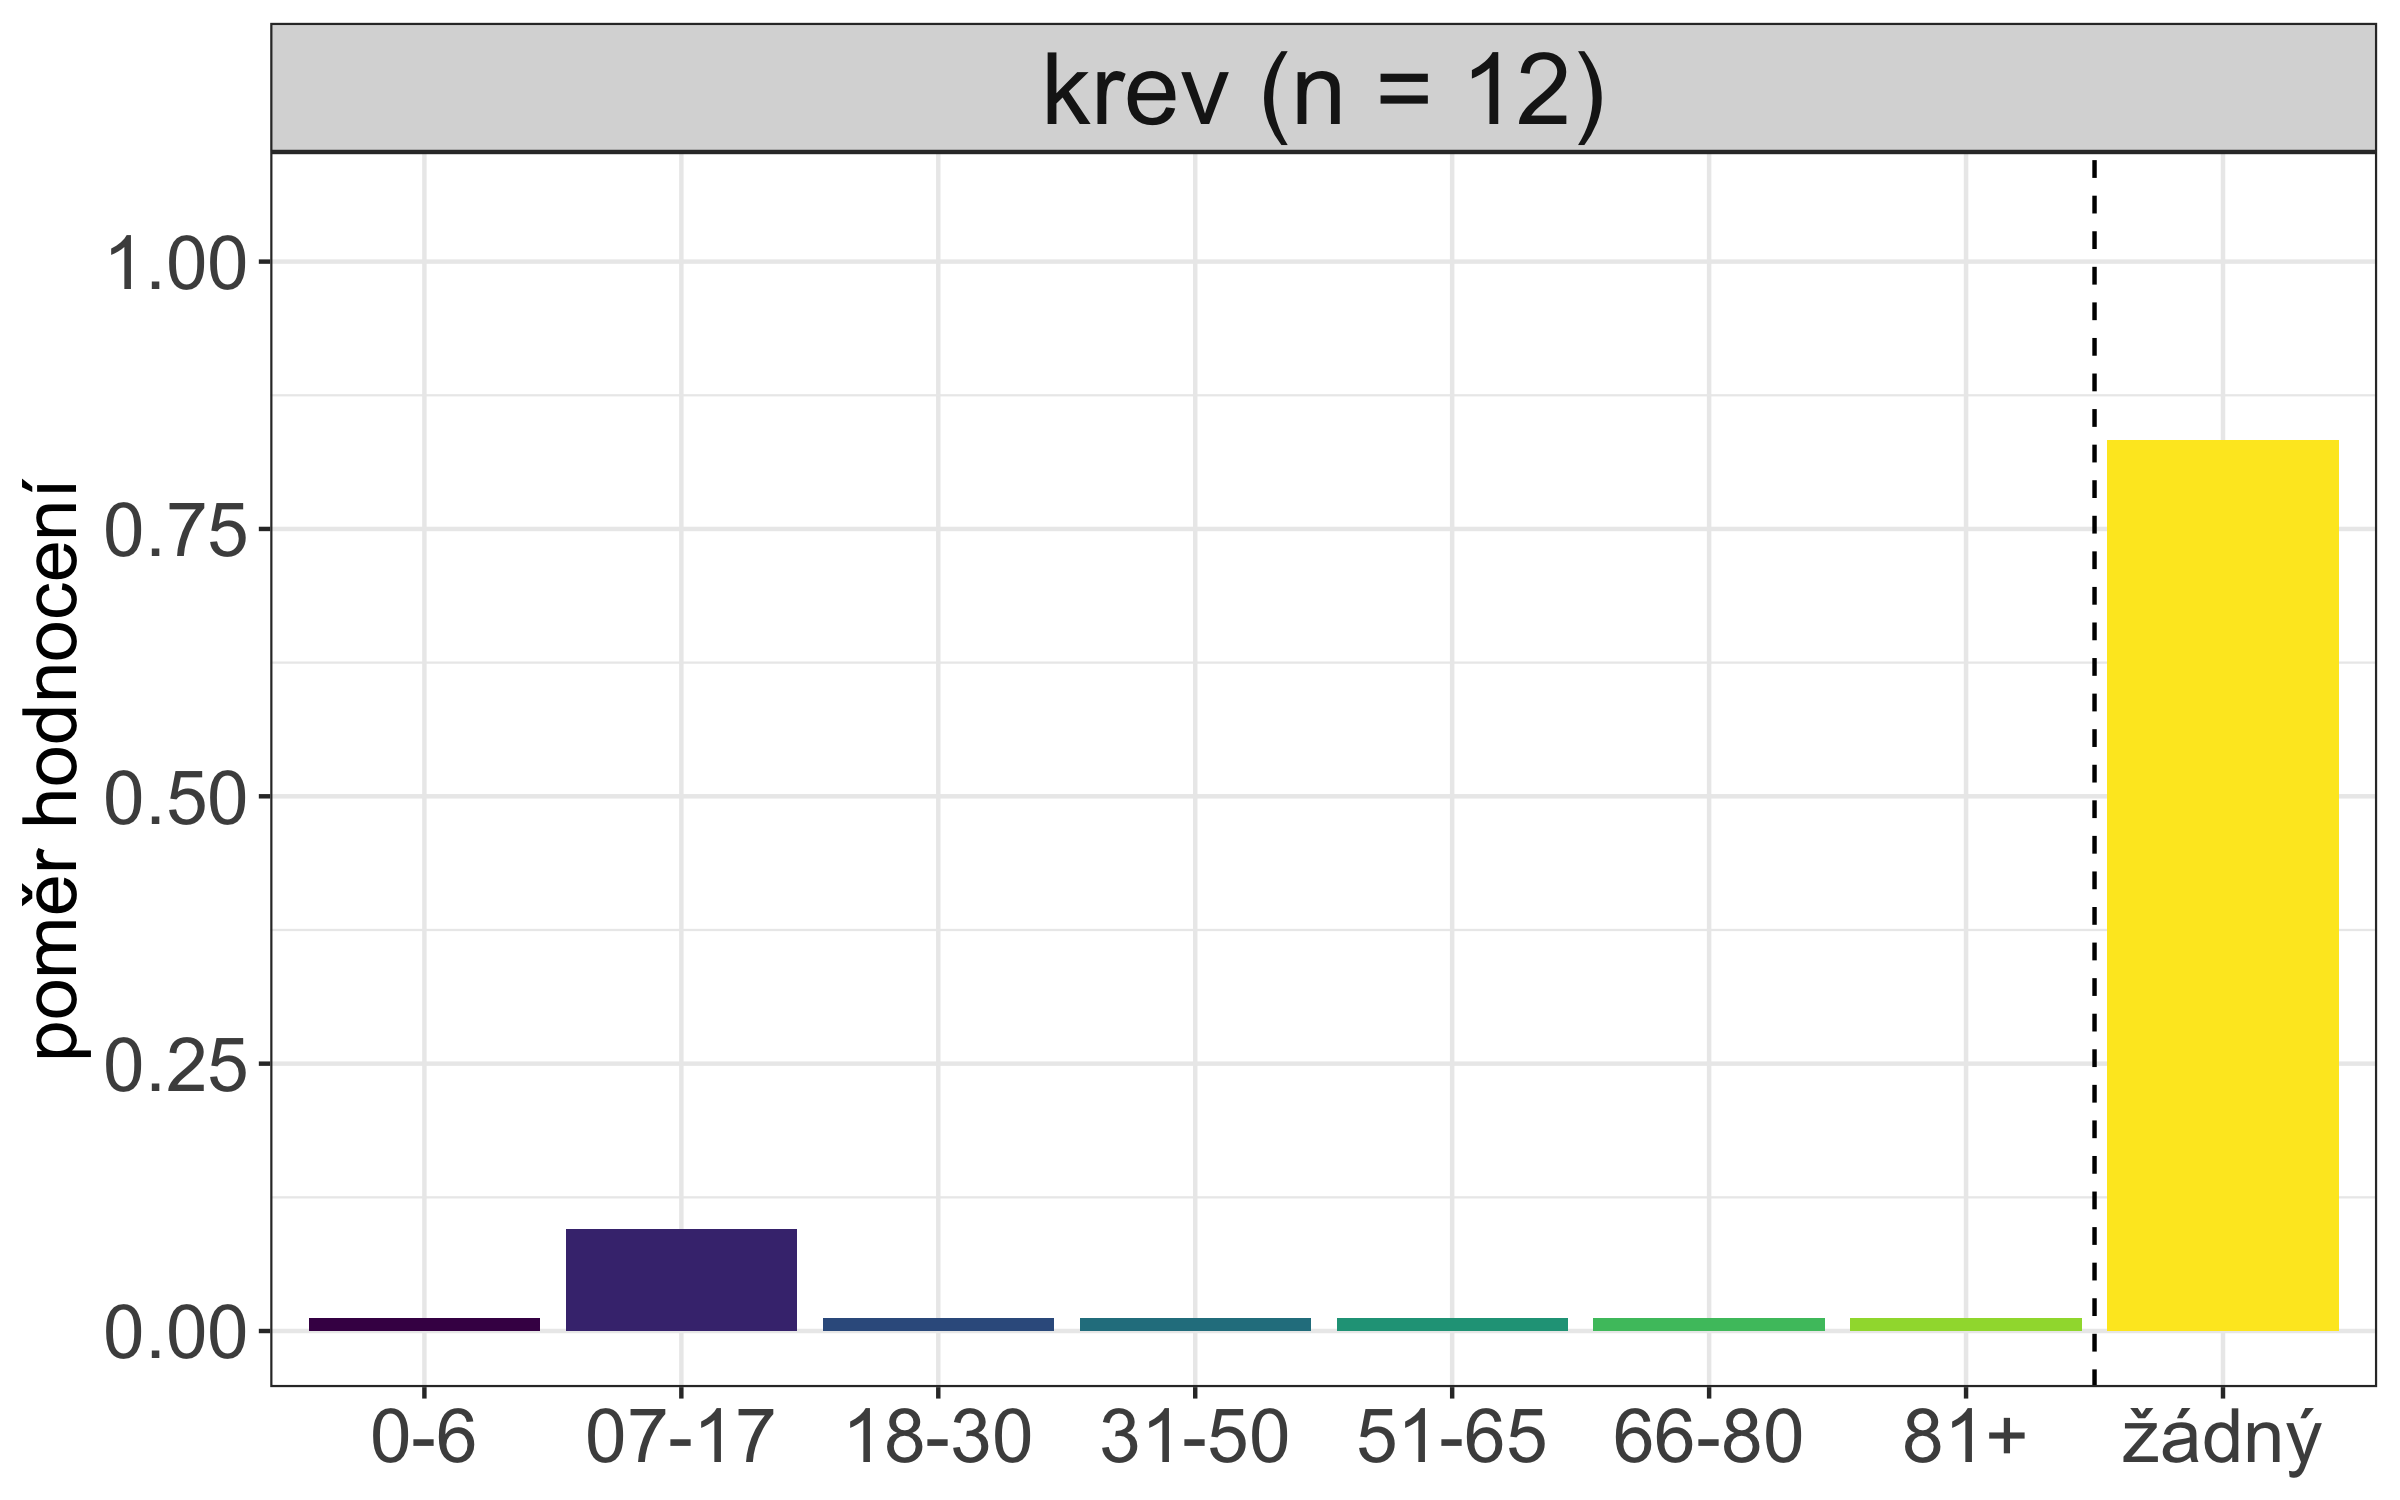 krev (n = 12)
poměr hodnocení
1.00
0.75
0.50
0.25
0.00
0-6 07-17 18-30 31-50 51-65 66-80 81+ žádný